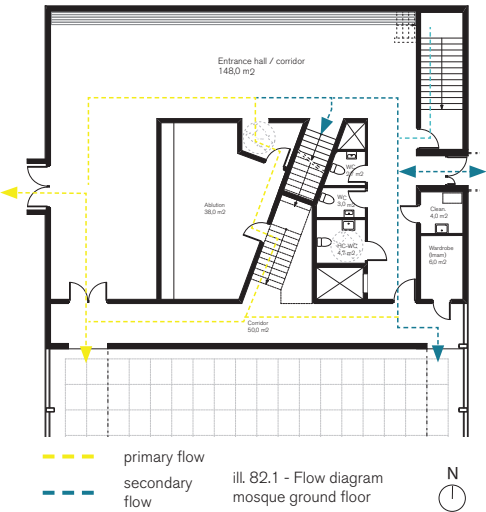 Entrance hall / corridor
148,0 m2
WC
WC
3,0 m2
Ablution
38,0 m2
Clean.
4,0 m2
HC-WC
4,7 m2
Wardrobe
(Imam)
6,0 m2
Corridor
50,0 m2
primary flow
secondary
flow
ill. 82.1 - Flow diagram
mosque ground floor
N